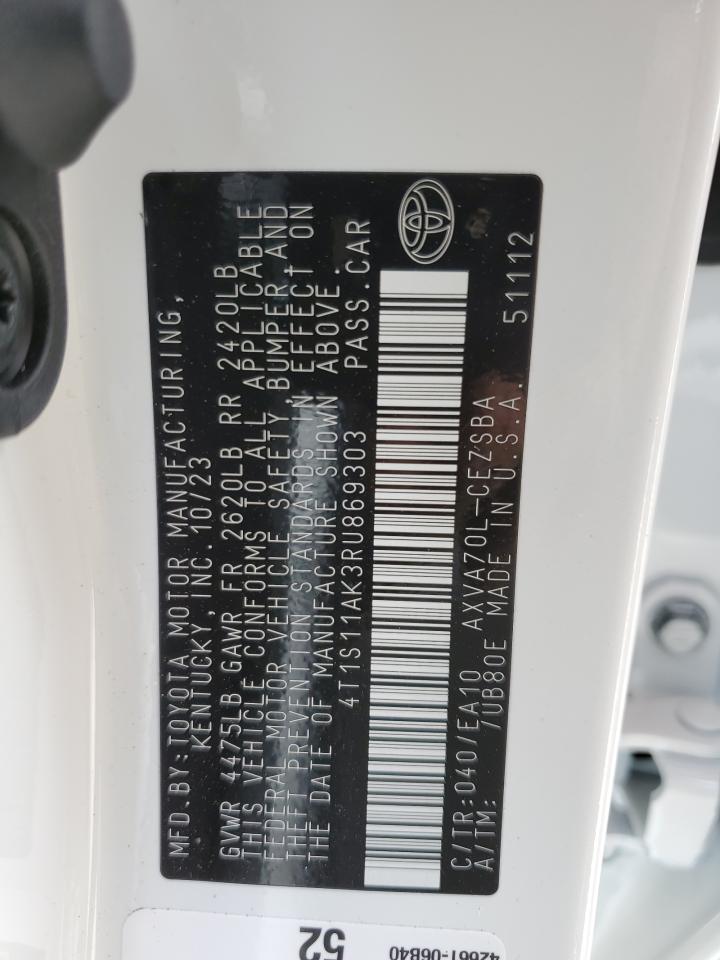 MFD.BY:TOYOTA MOTOR MANUFACTURING,
KENTUCKY, INC. 10/23
GVWR 4475LB GAWR FR 2620LB RR 2420LB
THIS VEHICLE CONFORMS TO ALL APPLICABLE
FEDERAL MOTOR VEHICLE SAFETY, BUMPER, AND
THEFT PREVENTION STANDARDS IN EFFECT ON
THE DATE OF MANUFACTURE SHOWN ABOVE.
4T1S11AK3RU869303 PASS.CAR
C/TR:040/EA10 AXVA70L-CEZSBA 51112
A/TM: /UB80E MADE IN U.S.A.
52
42661-06B40